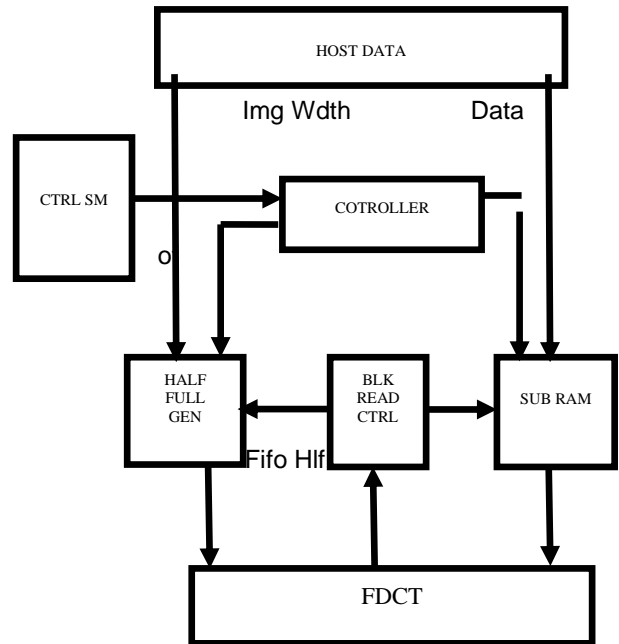 HOST DATA
Img Wdth
Data
CTRL SM
COTROLLER
o
HALF
FULL
GEN
BLK
READ
CTRL
SUB RAM
Fifo Hlf
FDCT